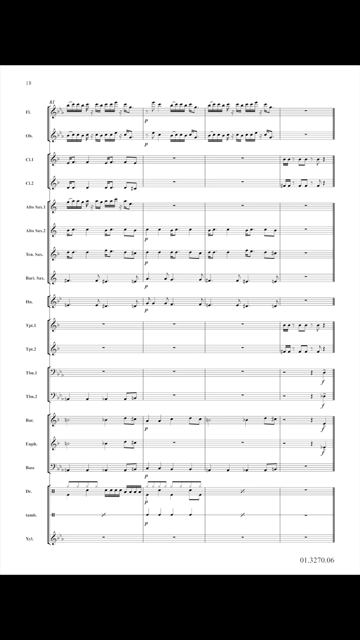 18
81
Fl.
Ob.
Cl.1
Cl.2
Alto Sax.1
Alto Sax.2
Ten. Sax.
Bari. Sax.
Hn.
Tpt.1
Tpt.2
Tbn.1
Tbn.2
Bar.
Euph.
Bass
Dr.
tamb.
Xyl.
p
p
p
p
p
p
p
p
p
f
f
f
01.3270.06